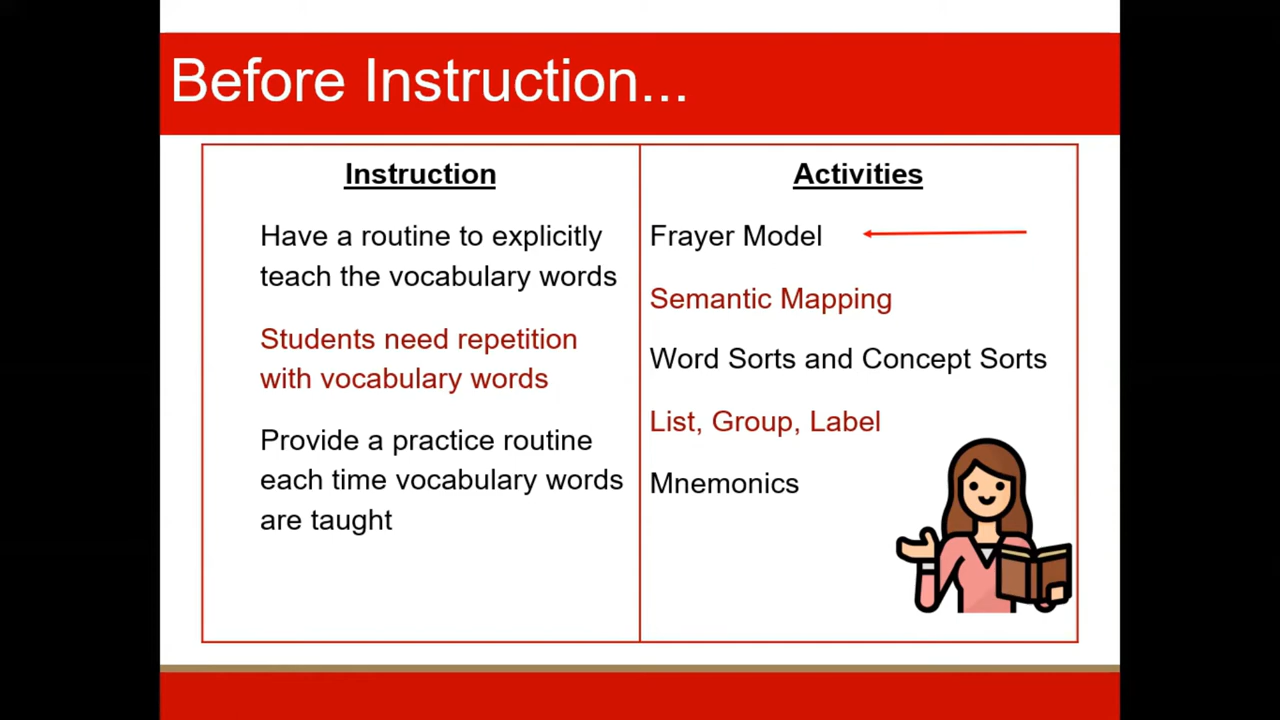 Before Instruction...
Instruction
Have a routine to explicitly
teach the vocabulary words
Students need repetition
with vocabulary words
Provide a practice routine
each time vocabulary words
are taught
Activities
Frayer Model
Semantic Mapping
Word Sorts and Concept Sorts
List, Group, Label
Mnemonics